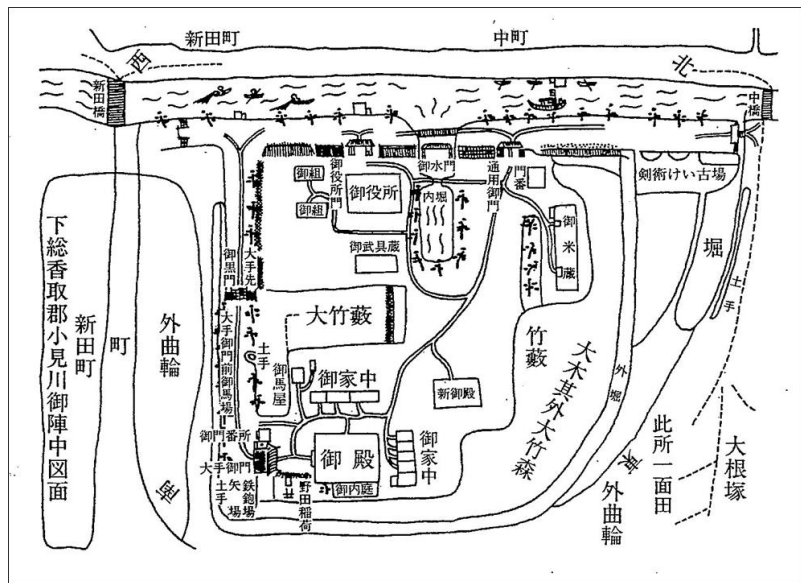 新田町
中町
西
北
新田橋
中橋
御組
御組
御役所
御役所門
御水門
内堀
通用御門
門番
御米蔵
剣術けい古場
堀
土手
御武具蔵
大手先
御黒門
大竹藪
竹藪
大木其外大竹森
外堀
下総香取郡小見川御陣中図面
新田町
町
外曲輪
大手御門前御馬場
土手
御馬屋
御家中
新御殿
御家中
御門番所
大手御門
御殿
御内庭
野田稲荷
鉄鉋場
矢場
土手
南
東
外曲輪
此所一面田
大根塚